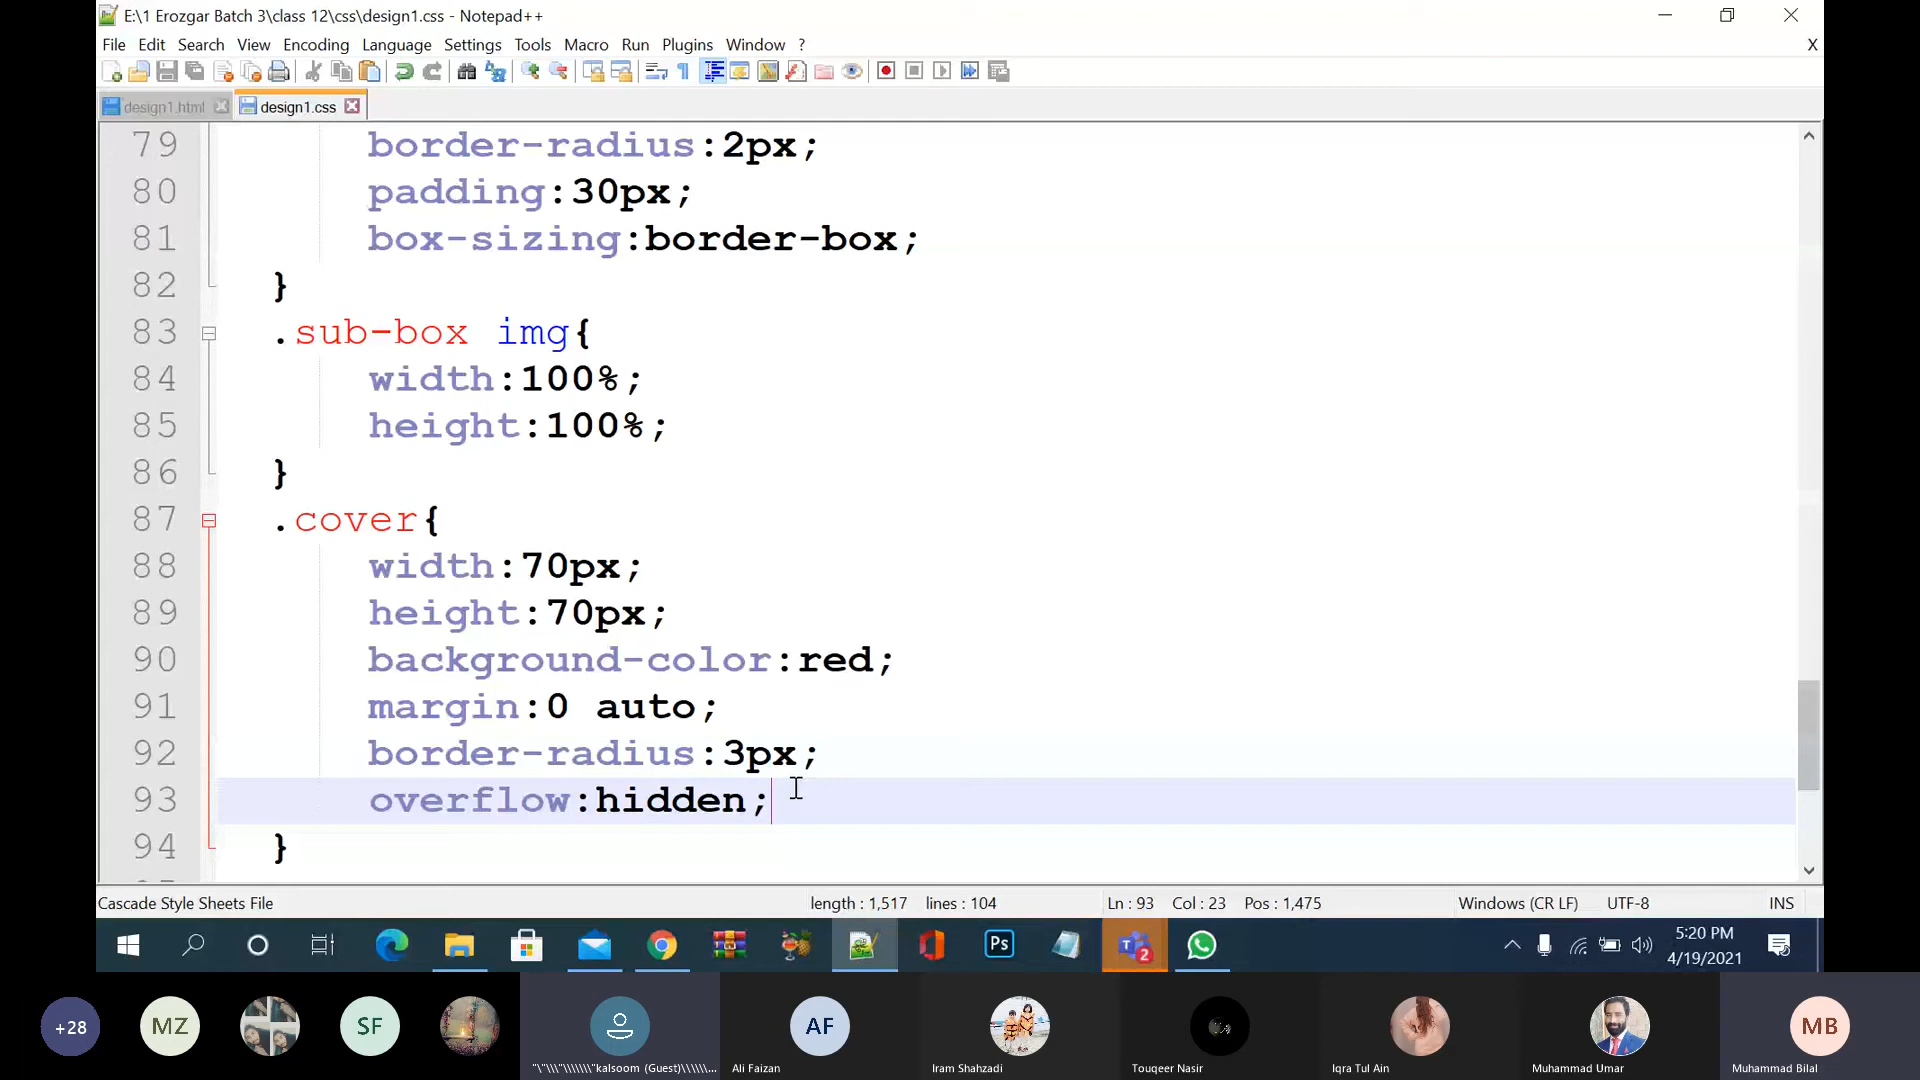 E:\1 Erozgar Batch 3\class 12\css\design1.css - Notepad++
File Edit Search View Encoding Language Settings Tools Macro Run Plugins Window ? X
design1.html design1.css
79 border-radius:2px;
80 padding:30px;
81 box-sizing:border-box;
82 }
83 .sub-box img{
84 width:100%;
85 height:100%;
86 }
87 .cover{
88 width:70px;
89 height:70px;
90 background-color:red;
91 margin:0 auto;
92 border-radius:3px;
93 overflow:hidden;
94 }
Cascade Style Sheets File length : 1,517 lines : 104 Ln : 93 Col : 23 Pos : 1,475 Windows (CR LF) UTF-8 INS
Ps 2 5:20 PM
4/19/2021
+28 MZ SF AF MB
"\"\\\"\\\\\\\"kalsoom (Guest)\\\\\\... Ali Faizan Iram Shahzadi Touqeer Nasir Iqra Tul Ain Muhammad Umar Muhammad Bilal